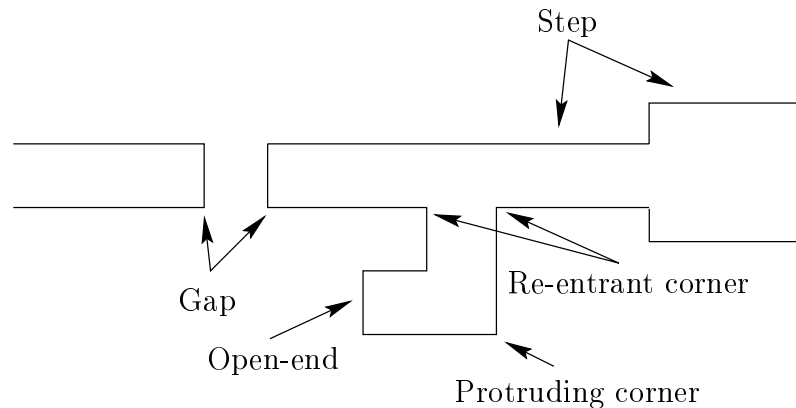 Step
Re-entrant corner
Gap
Open-end
Protruding corner